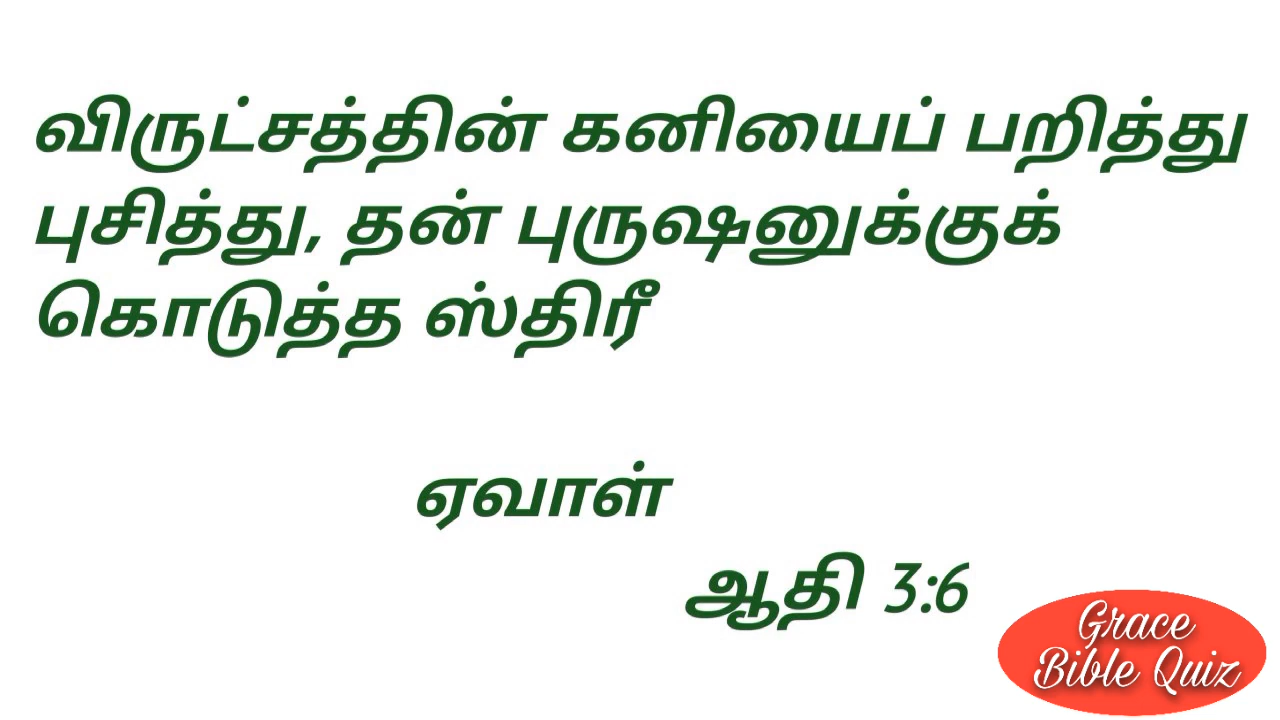 விருட்சத்தின் கனியைப் பறித்து
புசித்து, தன் புருஷனுக்குக்
கொடுத்த ஸ்திரீ
ஏவாள்
ஆதி 3:6
Grace
Bible Quiz